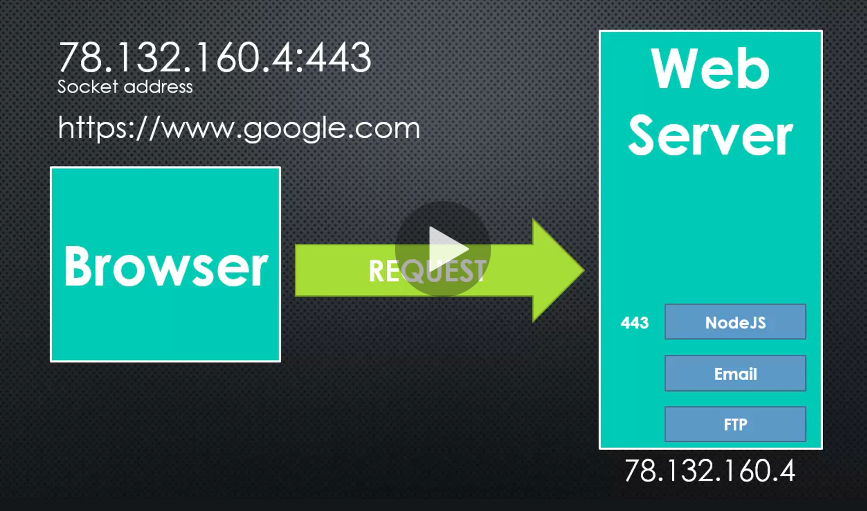 78.132.160.4:443
Socket address
https://www.google.com
Browser
REQUEST
Web
Server
443 NodeJS
Email
FTP
78.132.160.4